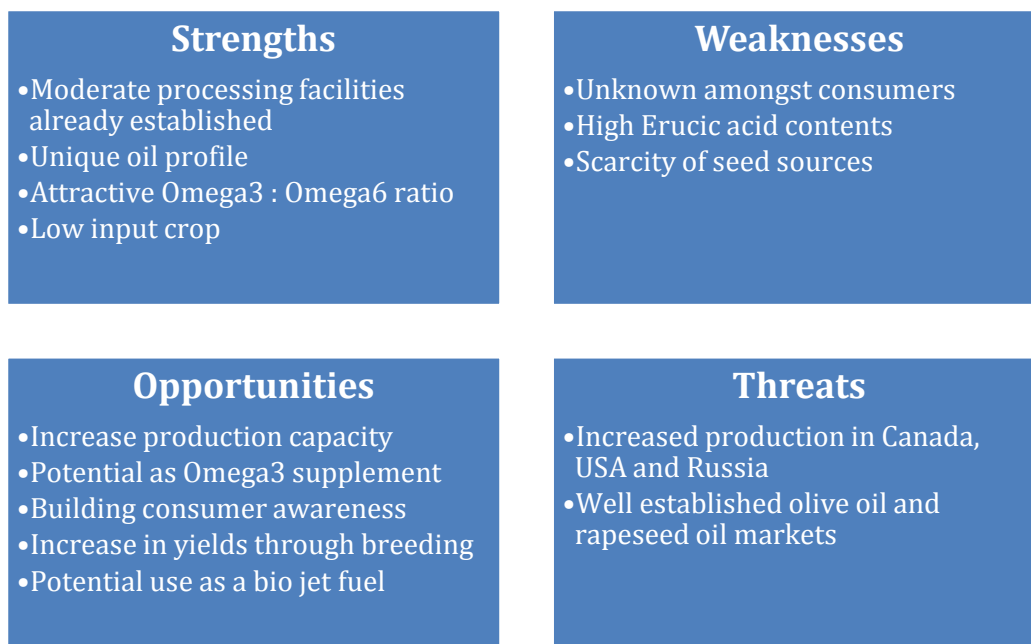 Strengths
•Moderate processing facilities
already established
•Unique oil profile
•Attractive Omega3 : Omega6 ratio
•Low input crop
Weaknesses
•Unknown amongst consumers
•High Erucic acid contents
•Scarcity of seed sources
Opportunities
•Increase production capacity
•Potential as Omega3 supplement
•Building consumer awareness
•Increase in yields through breeding
•Potential use as a bio jet fuel
Threats
•Increased production in Canada,
USA and Russia
•Well established olive oil and
rapeseed oil markets